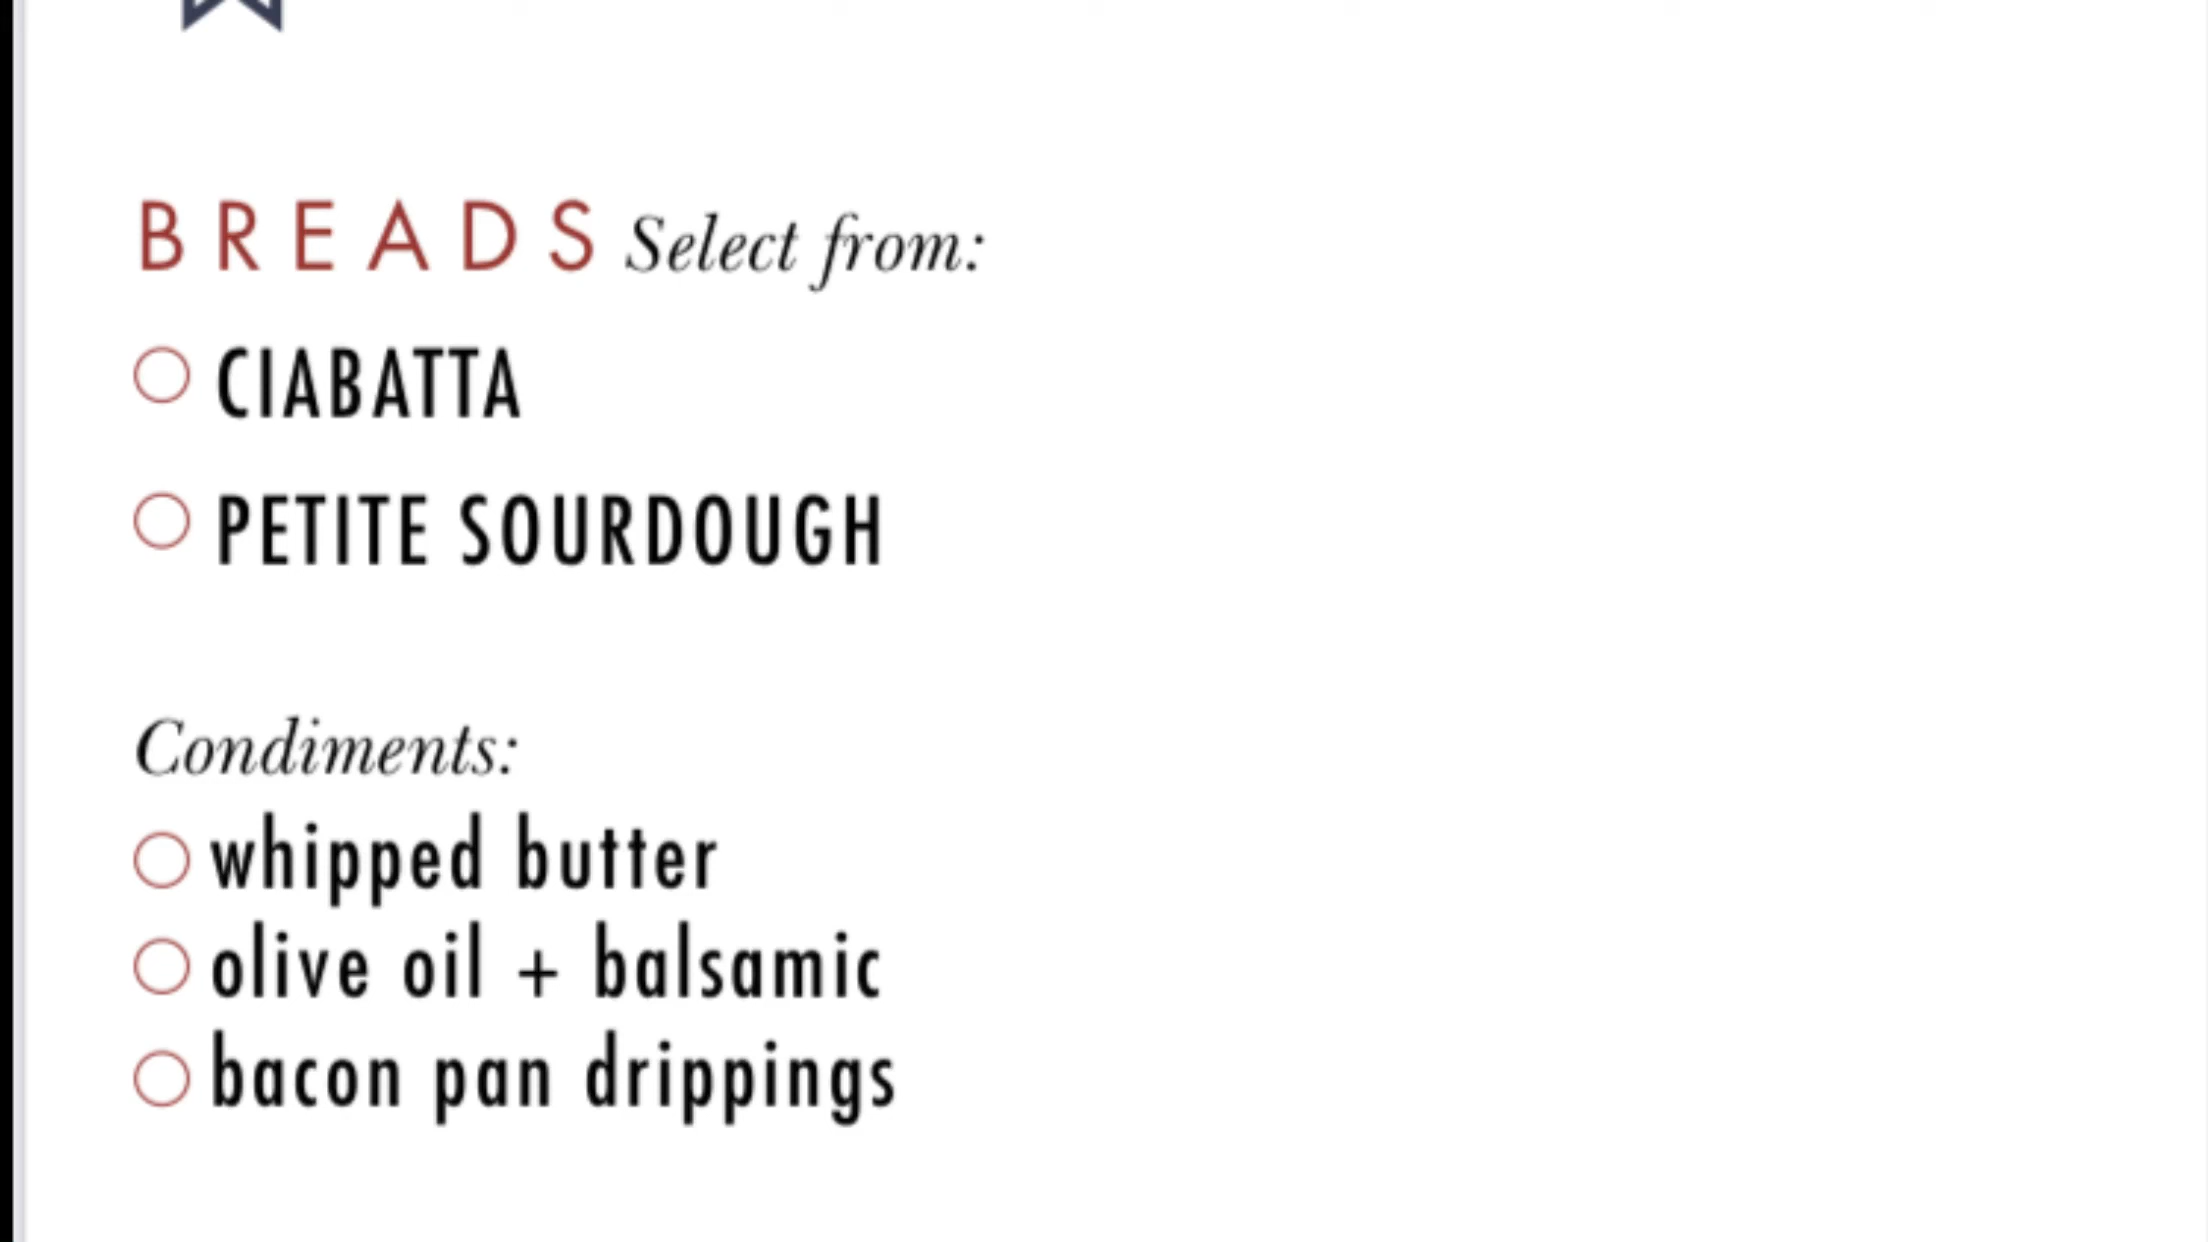 BREADS Select from:
CIABATTA
PETITE SOURDOUGH
Condiments:
whipped butter
olive oil + balsamic
bacon pan drippings